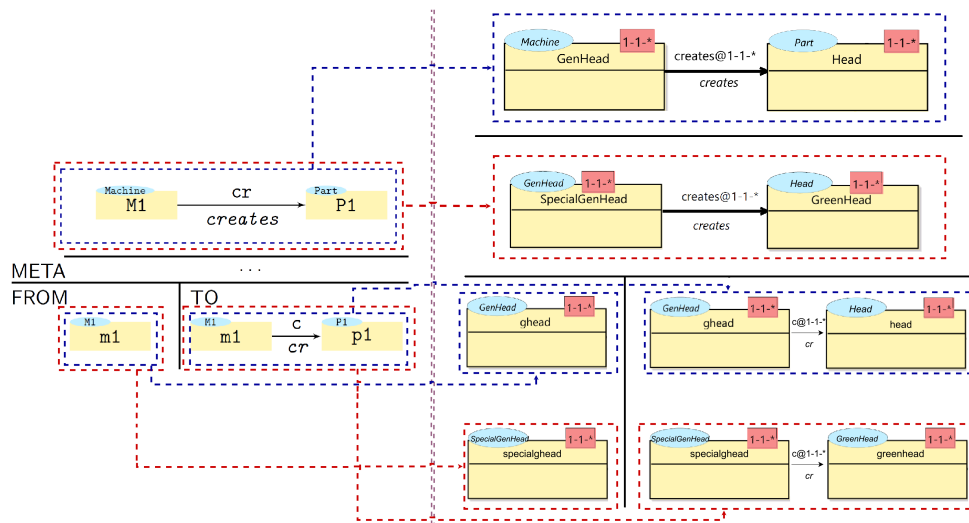 Machine
1-1-*
GenHead
creates@1-1-*
creates
Part
1-1-*
Head
Machine
M1
cr
creates
Part
P1
GenHead
1-1-*
SpecialGenHead
creates@1-1-*
creates
Head
1-1-*
GreenHead
META
...
FROM
TO
M1
m1
M1
m1
c
cr
P1
p1
GenHead
1-1-*
ghead
GenHead
1-1-*
ghead
c@1-1-*
cr
Head
1-1-*
head
SpecialGenHead
1-1-*
specialghead
SpecialGenHead
1-1-*
specialghead
c@1-1-*
cr
GreenHead
1-1-*
greenhead